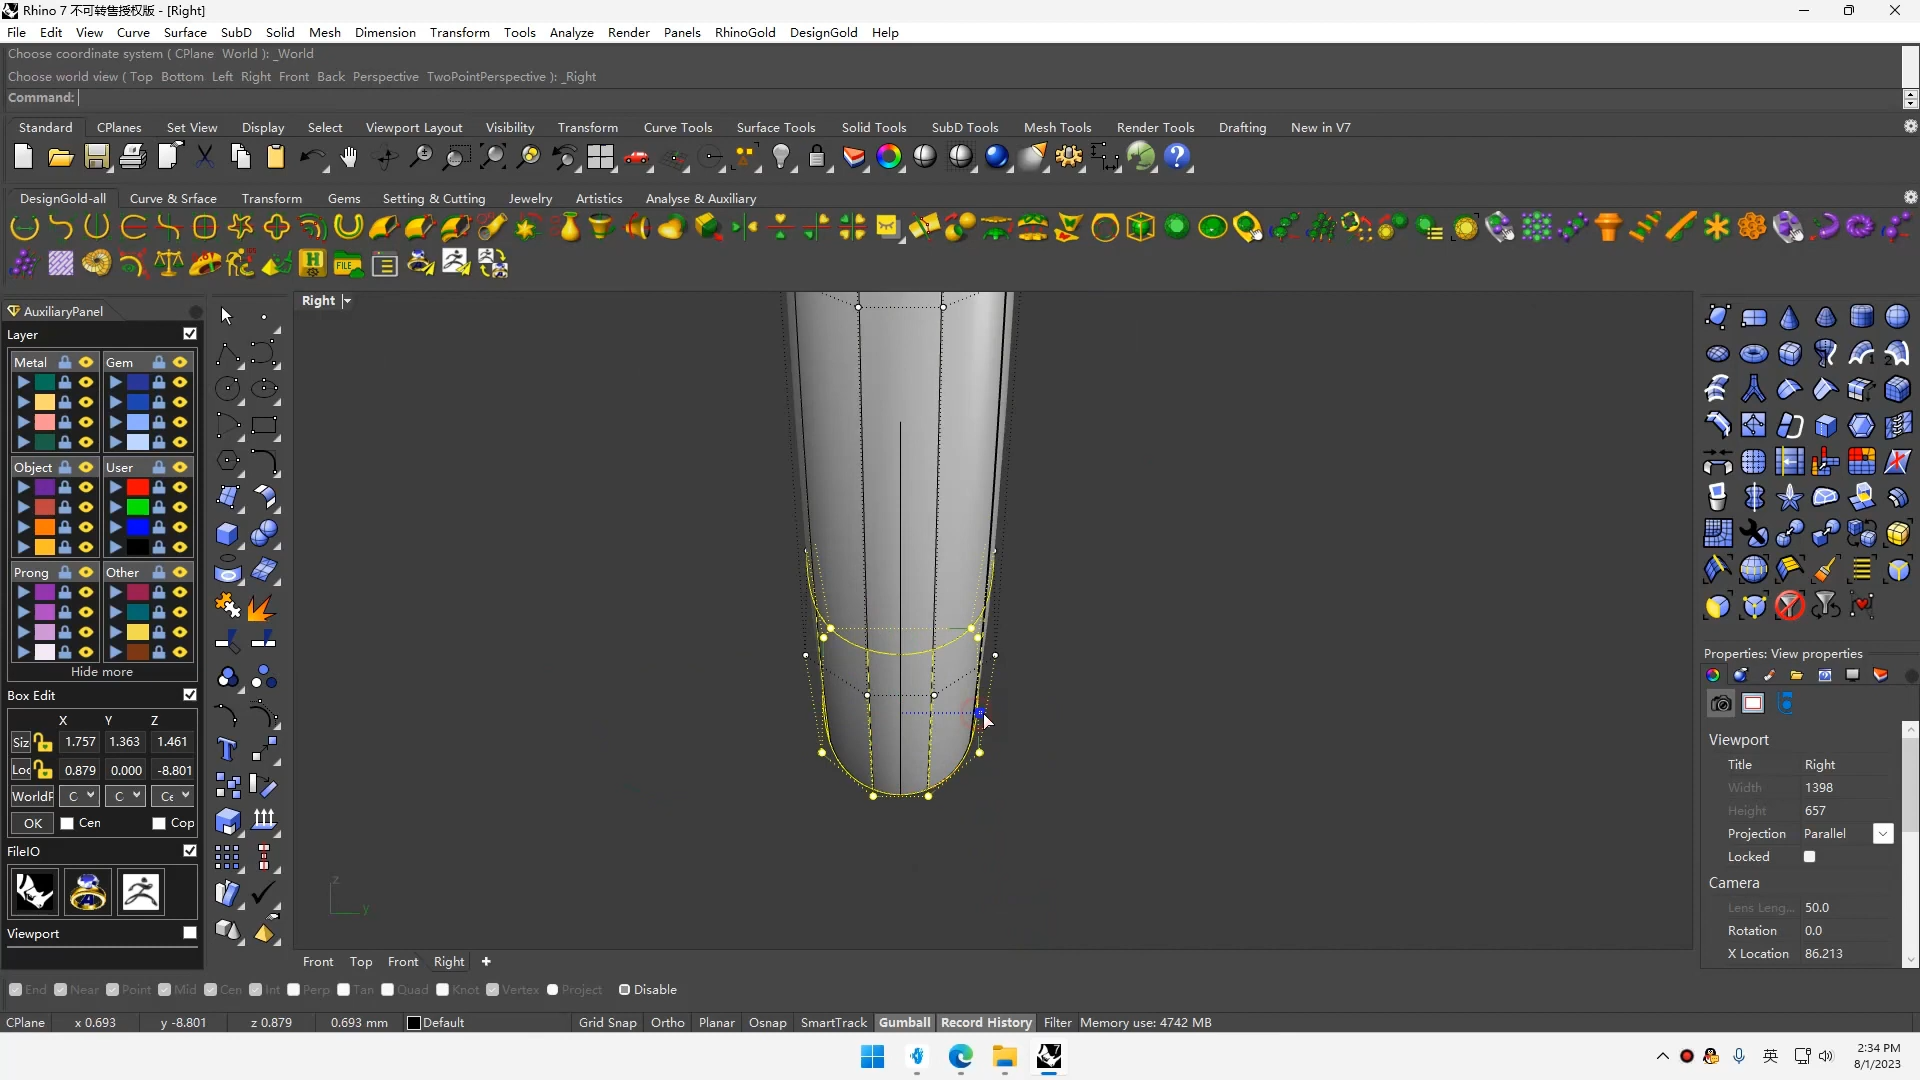 Rhino 7 不可转售授权版 - [Right]
File Edit View Curve Surface SubD Solid Mesh Dimension Transform Tools Analyze Render Panels RhinoGold DesignGold Help
Choose coordinate system ( CPlane World ): _World
Choose world view ( Top Bottom Left Right Front Back Perspective TwoPointPerspective ): _Right
Command:
Standard CPlanes Set View Display Select Viewport Layout Visibility Transform Curve Tools Surface Tools Solid Tools SubD Tools Mesh Tools Render Tools Drafting New in V7
DesignGold-all Curve & Srface Transform Gems Setting & Cutting Jewelry Artistics Analyse & Auxiliary
H FILE
AuxiliaryPanel
Right
Layer
Metal Gem
Object User
Prong Other
Hide more
Box Edit
X Y Z
Siz 1.757 1.363 1.461
Loc 0.879 0.000 -8.801
WorldF C C Ce
OK Cen Cop
FileIO
Viewport
z
y
Properties: View properties
Viewport
Title Right
Width 1398
Height 657
Projection Parallel
Locked
Camera
Lens Leng... 50.0
Rotation 0.0
X Location 86.213
Front Top Front Right
End Near Point Mid Cen Int Perp Tan Quad Knot Vertex Project Disable
CPlane x 0.693 y -8.801 z 0.879 0.693 mm Default Grid Snap Ortho Planar Osnap SmartTrack Gumball Record History Filter Memory use: 4742 MB
英
2:34 PM
8/1/2023